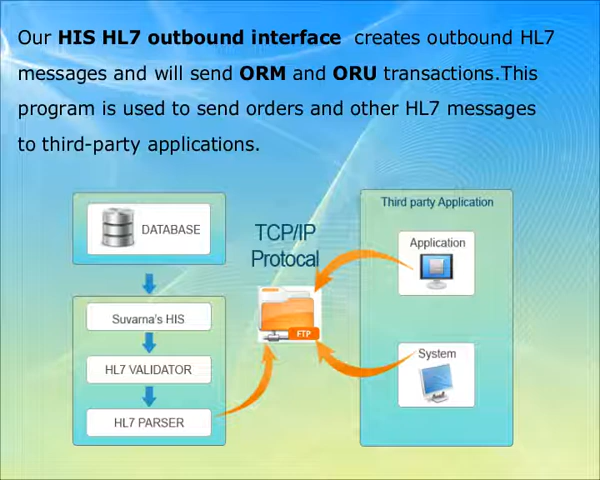 Our HIS HL7 outbound interface creates outbound HL7
messages and will send ORM and ORU transactions.This
program is used to send orders and other HL7 messages
to third-party applications.
DATABASE
Suvarna's HIS
HL7 VALIDATOR
HL7 PARSER
TCP/IP
Protocal
FTP
Third party Application
Application
System